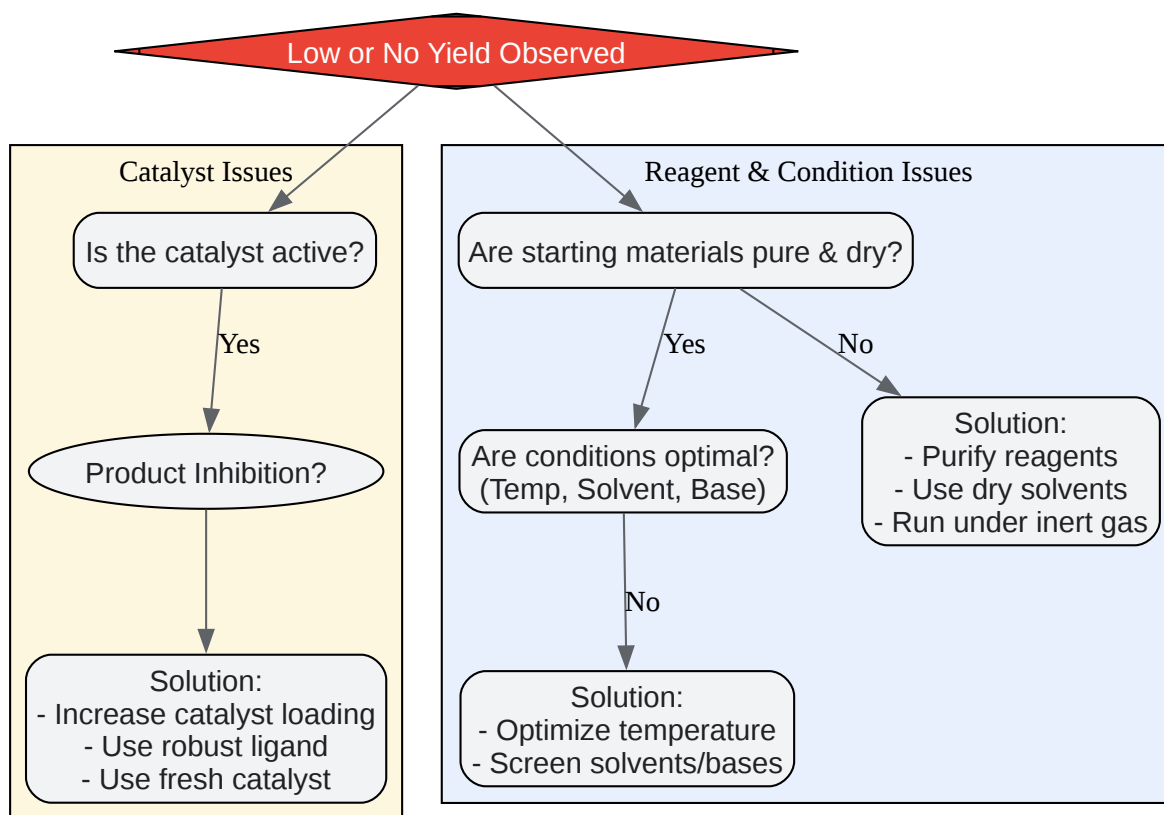 Low or No Yield Observed
Catalyst Issues
Is the catalyst active?
Yes
Product Inhibition?
Solution:
- Increase catalyst loading
- Use robust ligand
- Use fresh catalyst
Reagent & Condition Issues
Are starting materials pure & dry?
Yes
No
Are conditions optimal?
(Temp, Solvent, Base)
Solution:
- Purify reagents
- Use dry solvents
- Run under inert gas
No
Solution:
- Optimize temperature
- Screen solvents/bases